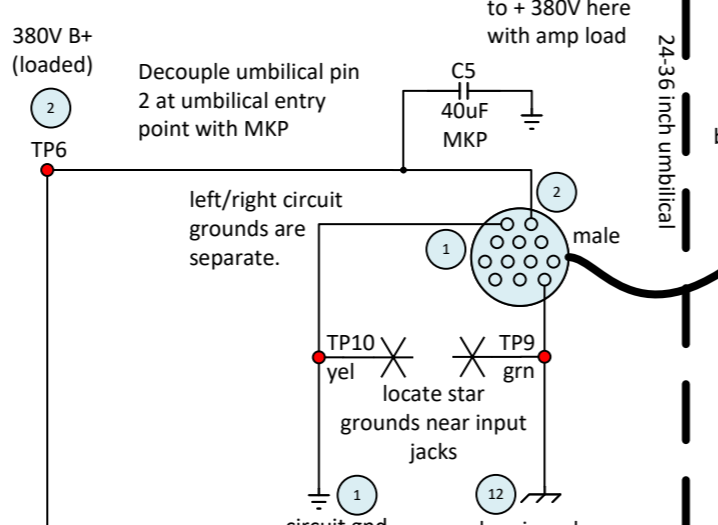 to + 380V here
with amp load
380V B+
(loaded)
2
TP6
Decouple umbilical pin
2 at umbilical entry
point with MKP
C5
40uF
MKP
24-36 inch umbilical
left/right circuit
grounds are
separate.
2
1
male
TP10
yel
TP9
grn
locate star
grounds near input
jacks
1
12
circuit gnd